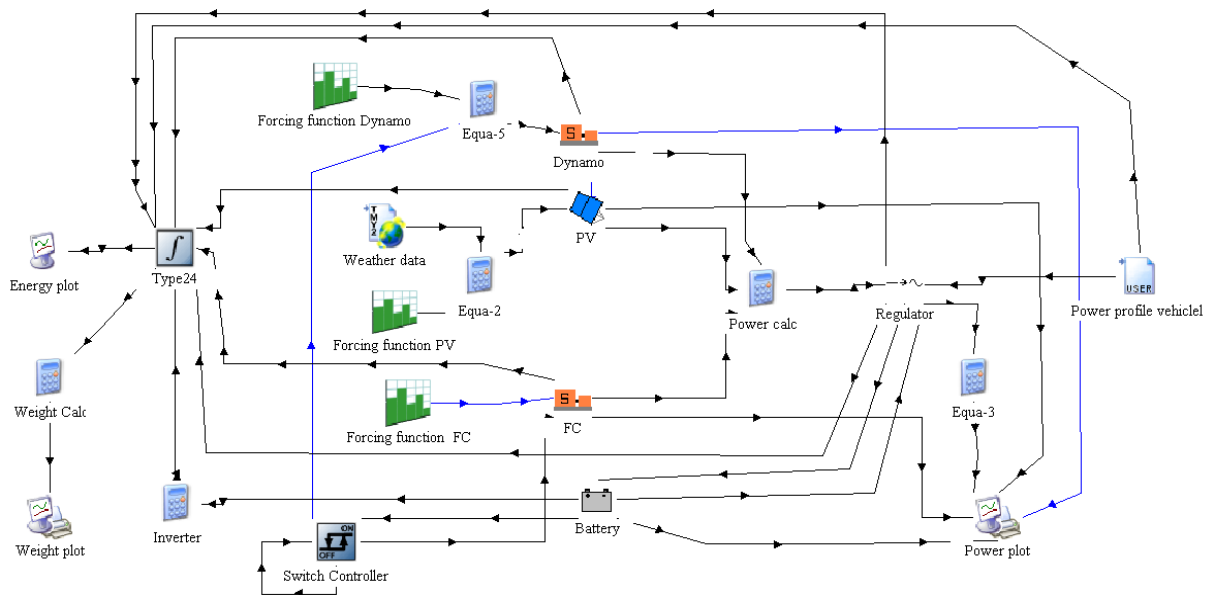 Forcing function Dynamo
Equa-5
S
Dynamo
TMY2
Weather data
PV
Type24
Energy plot
Equa-2
Power calc
Regulator
USER
Power profile vehiclel
Forcing function PV
Weight Calc
S
FC
Equa-3
Forcing function FC
Weight plot
Inverter
ON
OFF
Switch Controller
Battery
Power plot